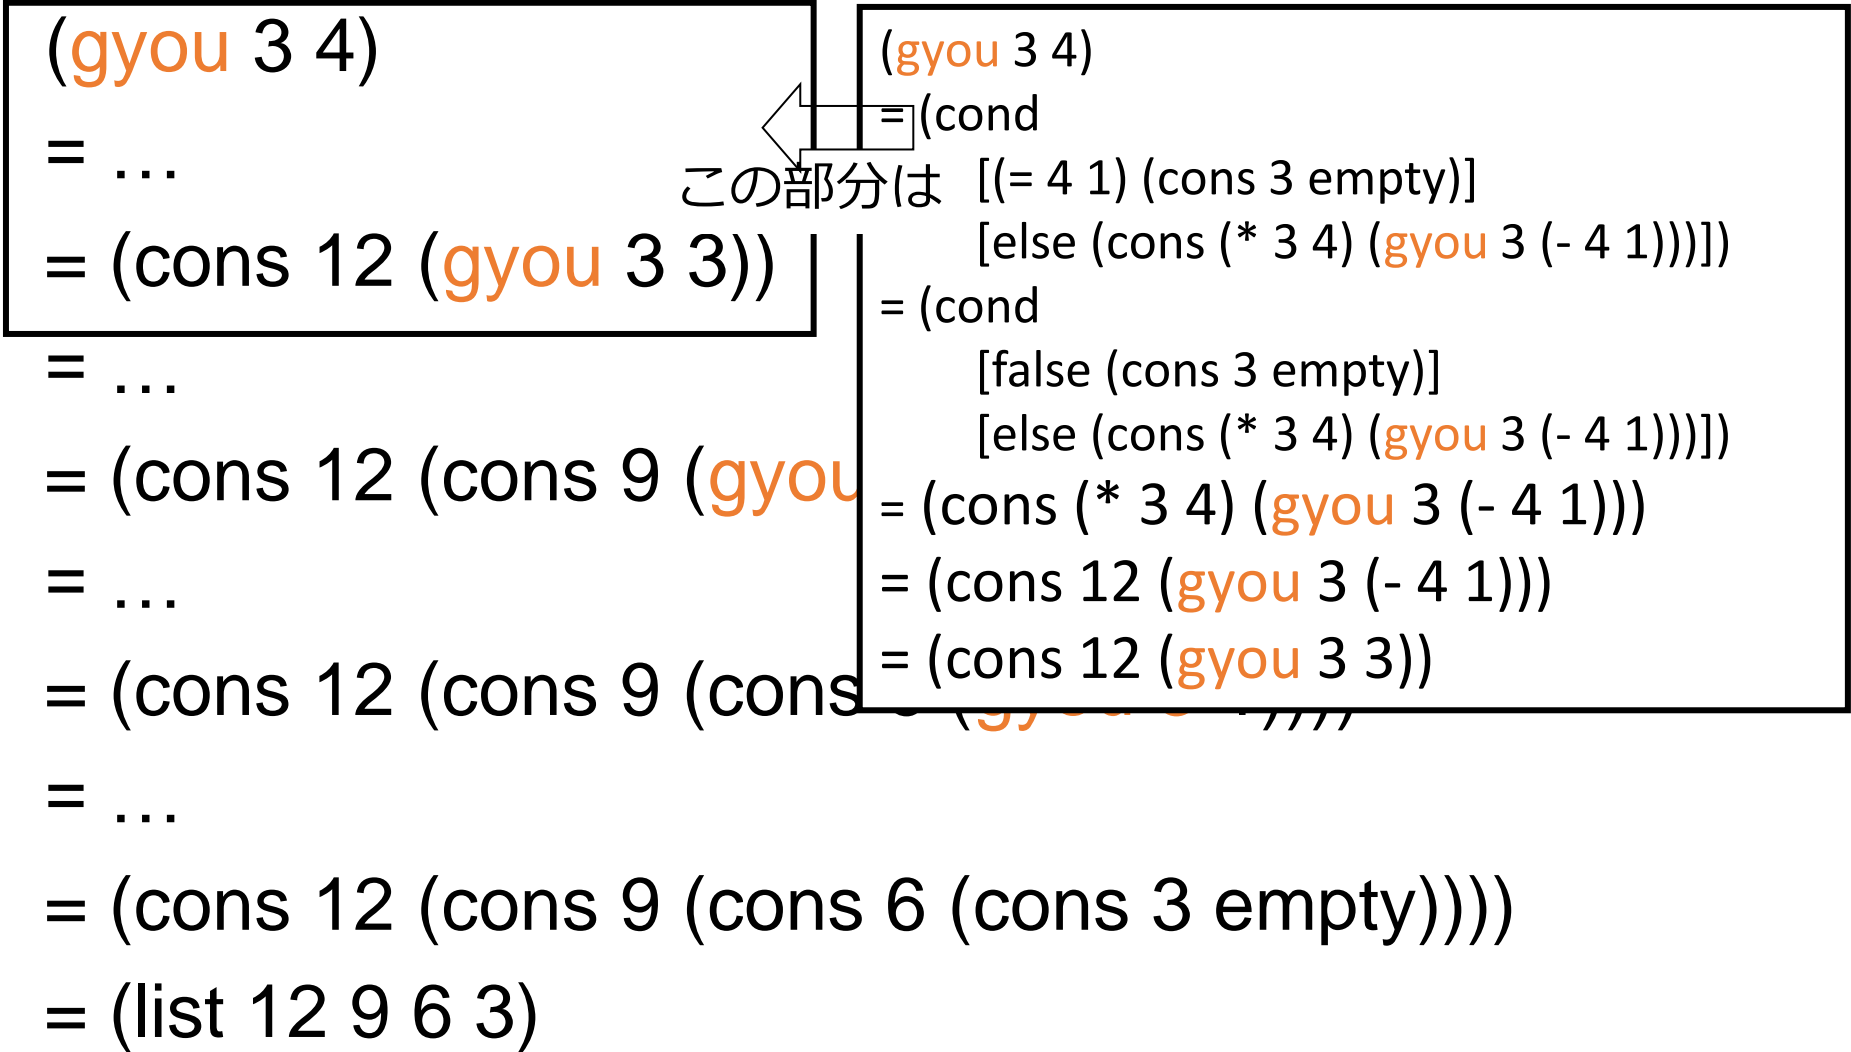 (gyou 3 4)
= …
= (cons 12 (gyou 3 3))
= …
= (cons 12 (cons 9 (gyou
= …
= (cons 12 (cons 9 (cons
= …
= (cons 12 (cons 9 (cons 6 (cons 3 empty))))
= (list 12 9 6 3)
この部分は
(gyou 3 4)
= (cond
[(= 4 1) (cons 3 empty)]
[else (cons (* 3 4) (gyou 3 (- 4 1)))])
= (cond
[false (cons 3 empty)]
[else (cons (* 3 4) (gyou 3 (- 4 1)))])
= (cons (* 3 4) (gyou 3 (- 4 1)))
= (cons 12 (gyou 3 (- 4 1)))
= (cons 12 (gyou 3 3))